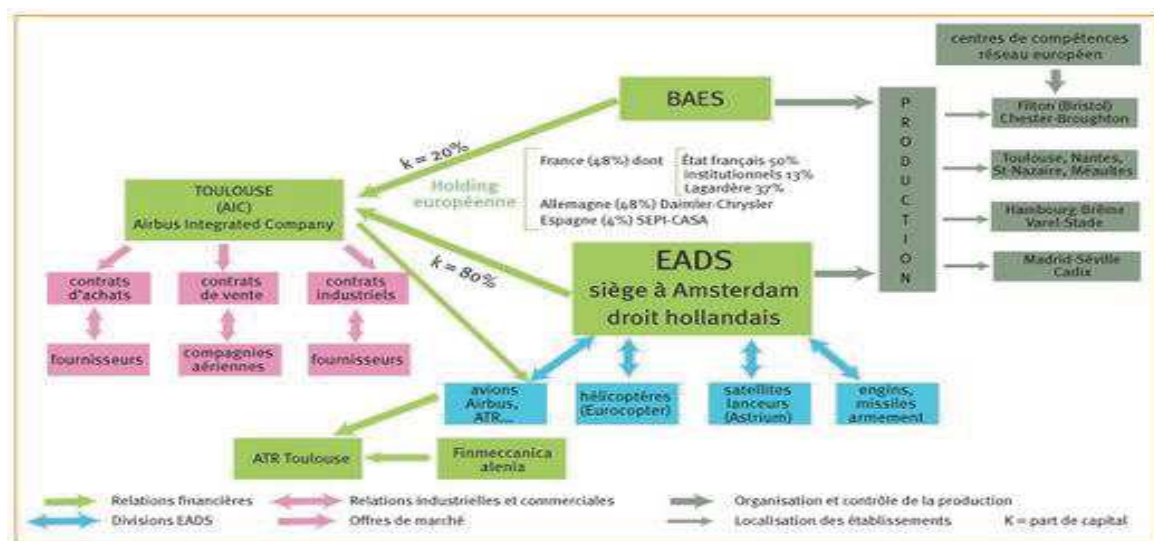 centres de compétences
réseau européen
BAES
P
R
O
D
U
C
T
I
O
N
Filton (Bristol)
Chester-Broughton
k = 20%
France (48%) dont
État français 50%
institutionnels 13%
Lagardère 37%
Holding
européenne
Allemagne (48%) Daimler-Chrysler
Espagne (4%) SEPI-CASA
Toulouse, Nantes,
St-Nazaire, Méaultes
TOULOUSE
(AIC)
Airbus Integrated Company
Hambourg-Brême
Varel-Stade
k = 80%
EADS
siège à Amsterdam
droit hollandais
Madrid-Séville
Cadix
contrats
d'achats
contrats
de vente
contrats
industriels
fournisseurs
compagnies
aériennes
fournisseurs
avions
Airbus,
ATR...
hélicoptères
(Eurocopter)
satellites
lanceurs
(Astrium)
engins,
missiles
armement
ATR Toulouse
Finmeccanica
alenia
Relations financières
Relations industrielles et commerciales
Organisation et contrôle de la production
Divisions EADS
Offres de marché
Localisation des établissements
K = part de capital